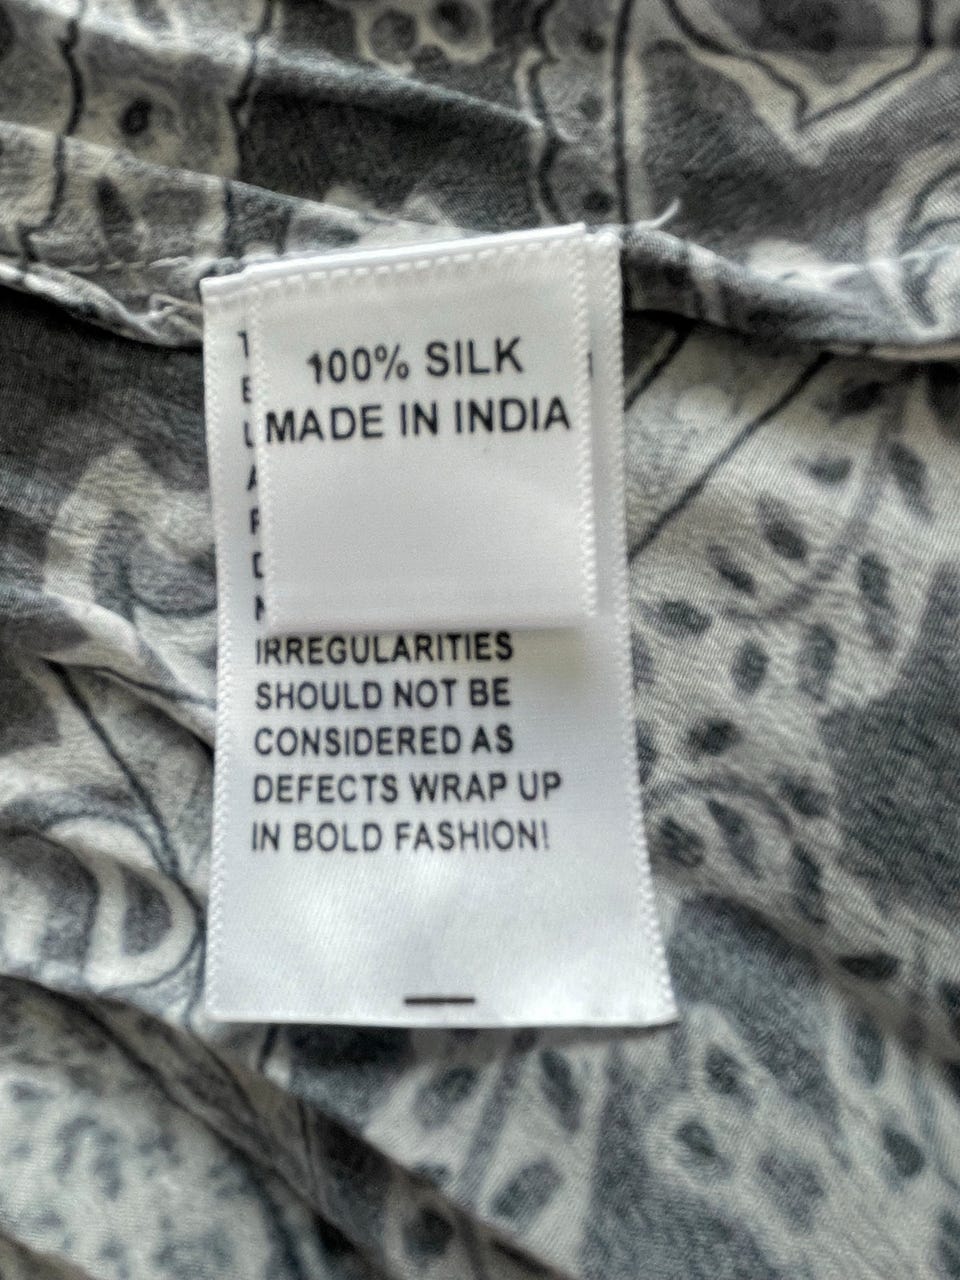 100% SILK
MADE IN INDIA
IRREGULARITIES
SHOULD NOT BE
CONSIDERED AS
DEFECTS WRAP UP
IN BOLD FASHION!